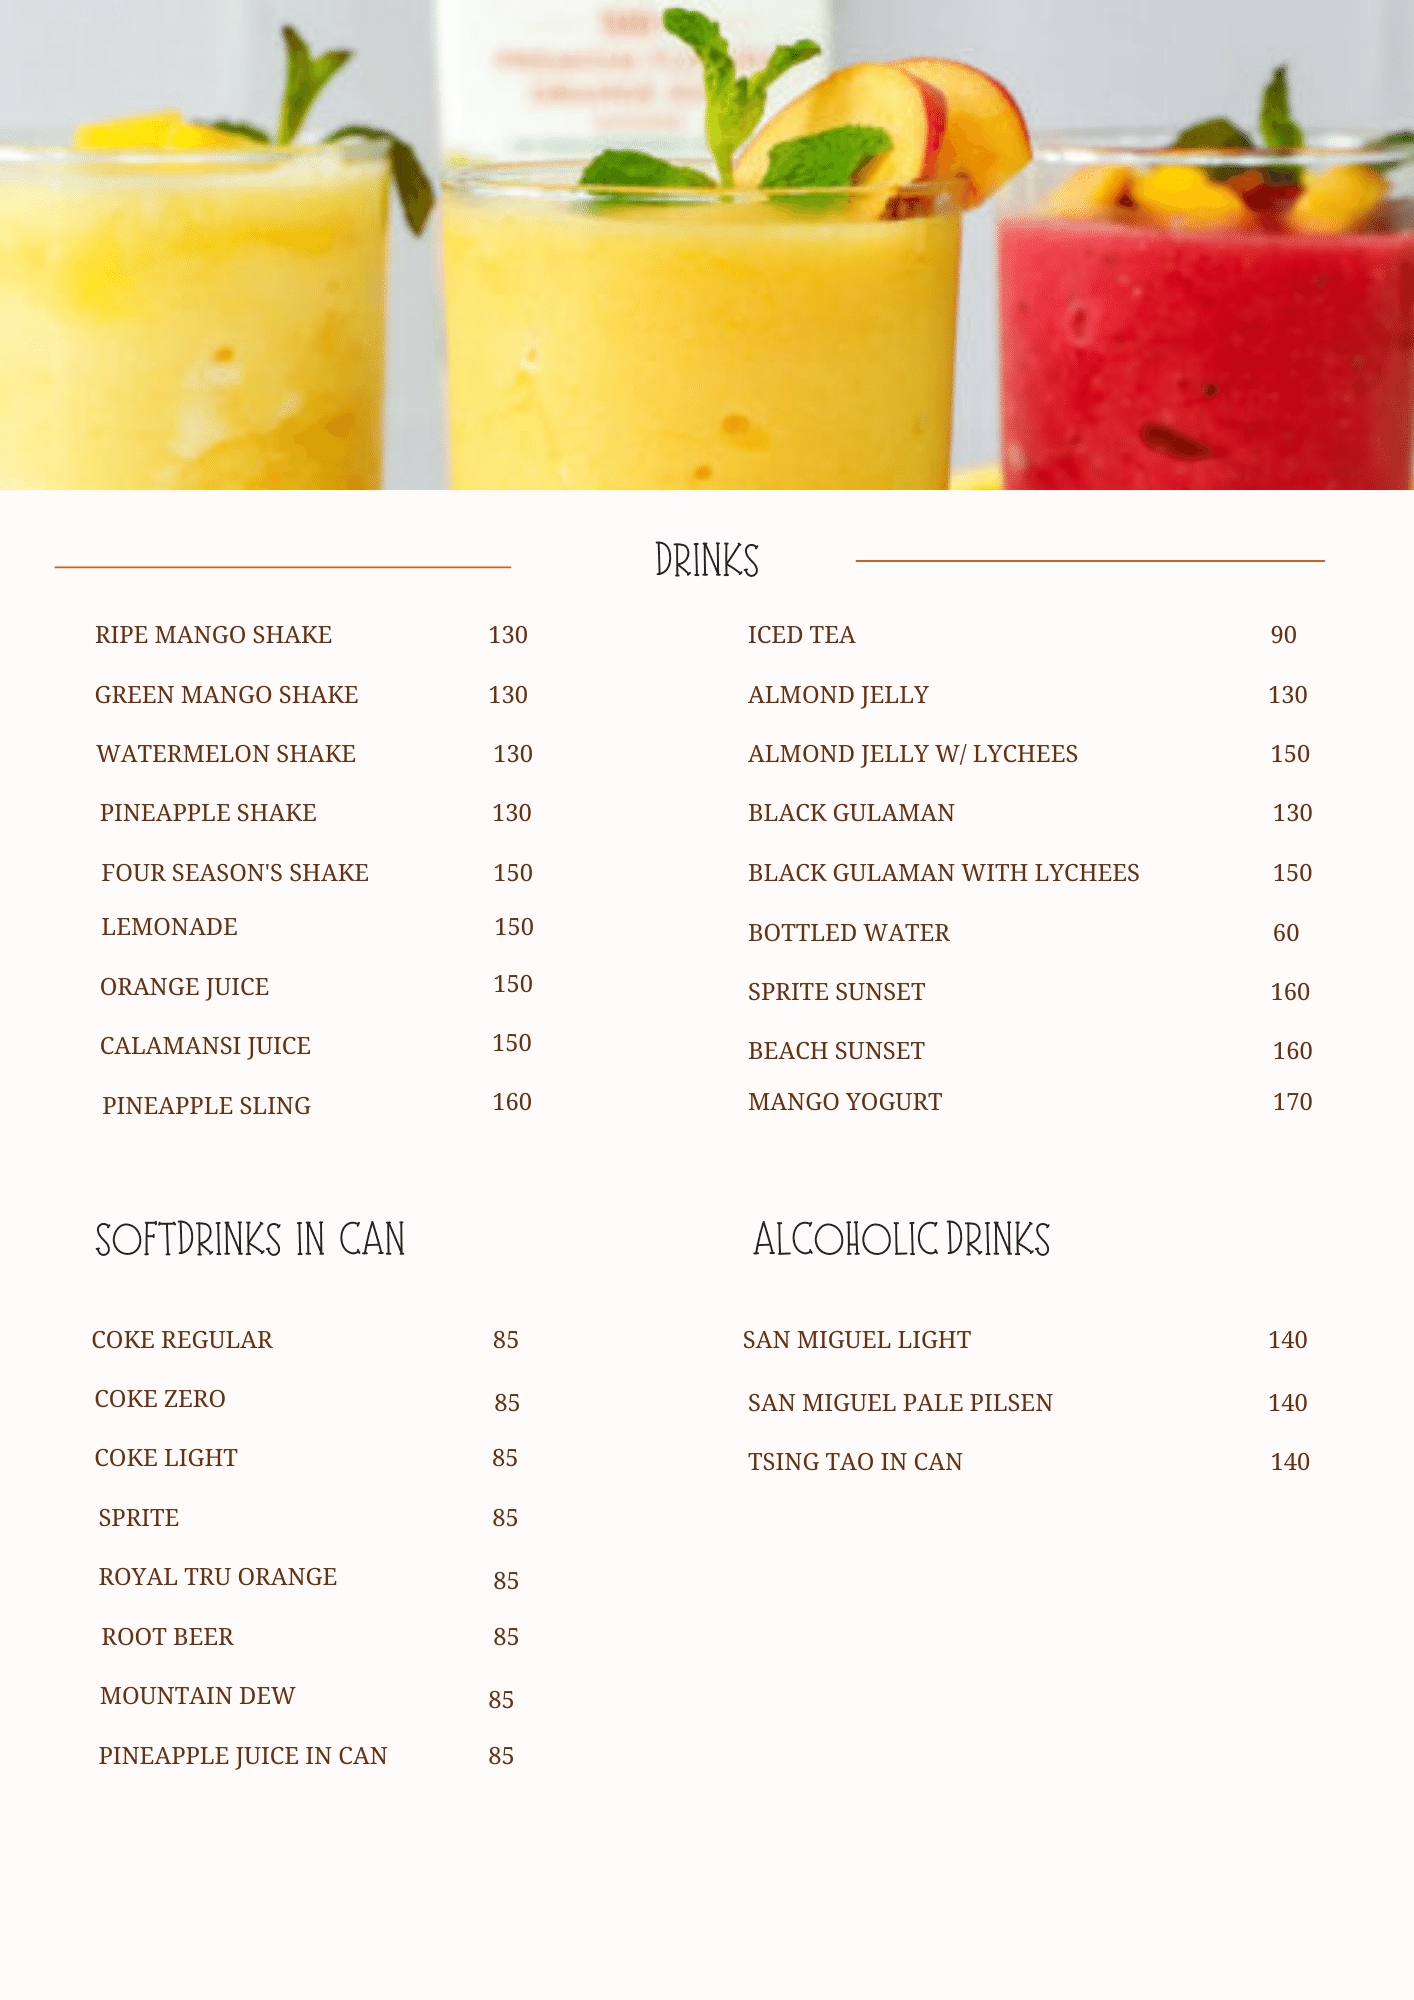 DRINKS
RIPE MANGO SHAKE 130
GREEN MANGO SHAKE 130
WATERMELON SHAKE 130
PINEAPPLE SHAKE 130
FOUR SEASON'S SHAKE 150
LEMONADE 150
ORANGE JUICE 150
CALAMANSI JUICE 150
PINEAPPLE SLING 160
ICED TEA 90
ALMOND JELLY 130
ALMOND JELLY W/ LYCHEES 150
BLACK GULAMAN 130
BLACK GULAMAN WITH LYCHEES 150
BOTTLED WATER 60
SPRITE SUNSET 160
BEACH SUNSET 160
MANGO YOGURT 170
SOFTDRINKS IN CAN
COKE REGULAR 85
COKE ZERO 85
COKE LIGHT 85
SPRITE 85
ROYAL TRU ORANGE 85
ROOT BEER 85
MOUNTAIN DEW 85
PINEAPPLE JUICE IN CAN 85
ALCOHOLIC DRINKS
SAN MIGUEL LIGHT 140
SAN MIGUEL PALE PILSEN 140
TSING TAO IN CAN 140